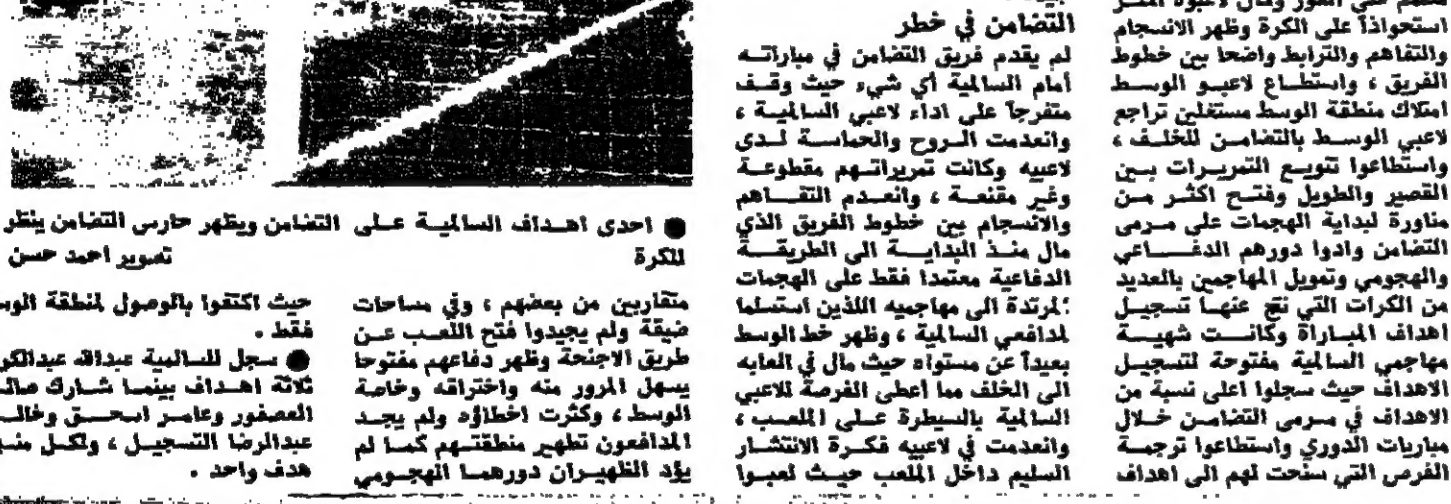 استحواذاً على الكرة وظهر الانسجام
والتفاهم والترابط واضحا بين خطوط
الفريق ، واستطاع لاعبو الوسط
امتلاك منطقة الوسط مستغلين تراجع
لاعبي الوسط بالتضامن للخلف ،
واستطاعوا تنويع التمريرات بين
القصير والطويل وفتح اكثر من
مناورة لبداية الهجمات على مرمى
التضامن وادوا دورهم الدفاعي
والهجومي وتمويل المهاجمين بالعديد
من الكرات التي نتج عنها تسجيل
اهداف المباراة وكانت شهية
مهاجمي السالمية مفتوحة لتسجيل
الاهداف حيث سجلوا اعلى نسبة من
الاهداف في مرمى التضامن خلال
مباريات الدوري واستطاعوا ترجمة
الفرص التي سنحت لهم الى اهداف
التضامن في خطر
لم يقدم فريق التضامن في مباراته
أمام السالمية أي شيء حيث وقف
متفرجاً على اداء لاعبي السالمية ،
وانعدمت الروح والحماسة لدى
لاعبيه وكانت تمريراتهم مقطوعة
وغير مقنعة ، وانعدم التفاهم
والانسجام بين خطوط الفريق الذي
مال منذ البداية الى الطريقة
الدفاعية معتمدا فقط على الهجمات
المرتدة الى مهاجميه اللذين استسلما
لمدافعي السالمية ، وظهر خط الوسط
بعيداً عن مستواه حيث مال في العابه
الى الخلف مما أعطى الفرصة للاعبي
السالمية بالسيطرة على الملعب ،
وانعدمت في لاعبيه فكرة الانتشار
السليم داخل الملعب حيث لعبوا
● احدى اهداف السالمية على التضامن ويظهر حارس التضامن ينظر
للكرة
تصوير احمد حسن
متقاربين من بعضهم ، وفي مساحات
ضيقة ولم يجيدوا فتح اللعب عن
طريق الاجنحة وظهر دفاعهم مفتوحا
يسهل المرور منه واختراقه وخاصة
الوسط ، وكثرت اخطاؤه ولم يجد
المدافعون تطهير منطقتهم كما لم
يؤد الظهيران دورهما الهجومي
حيث اكتفوا بالوصول لمنطقة الوسـ
فقط .
● سجل للسالمية عبدالله عبدالكر
ثلاثة اهداف بينما شارك
العصفور وعامر اسحق وخالـ
عبدالرضا التسجيل ، ولكل منـ
هدف واحد .